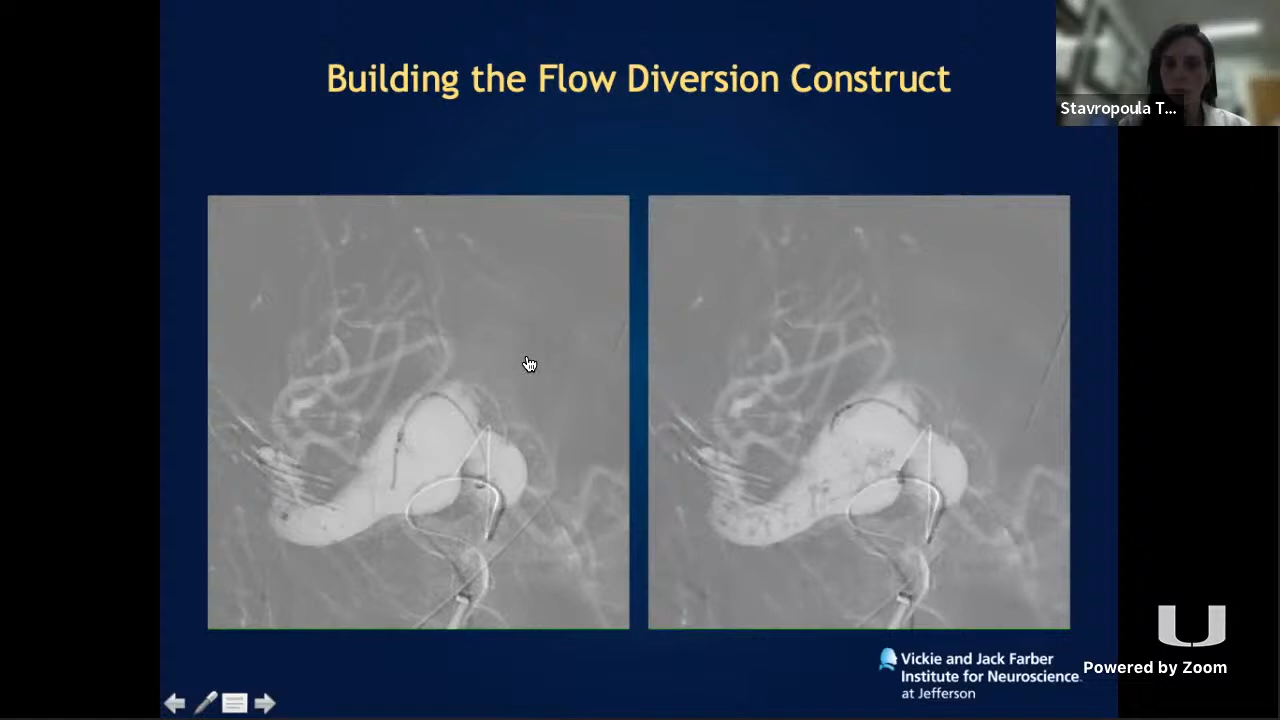 Building the Flow Diversion Construct
Stavropoula T...
Vickie and Jack Farber
Institute for Neuroscience
at Jefferson
U
Powered by Zoom